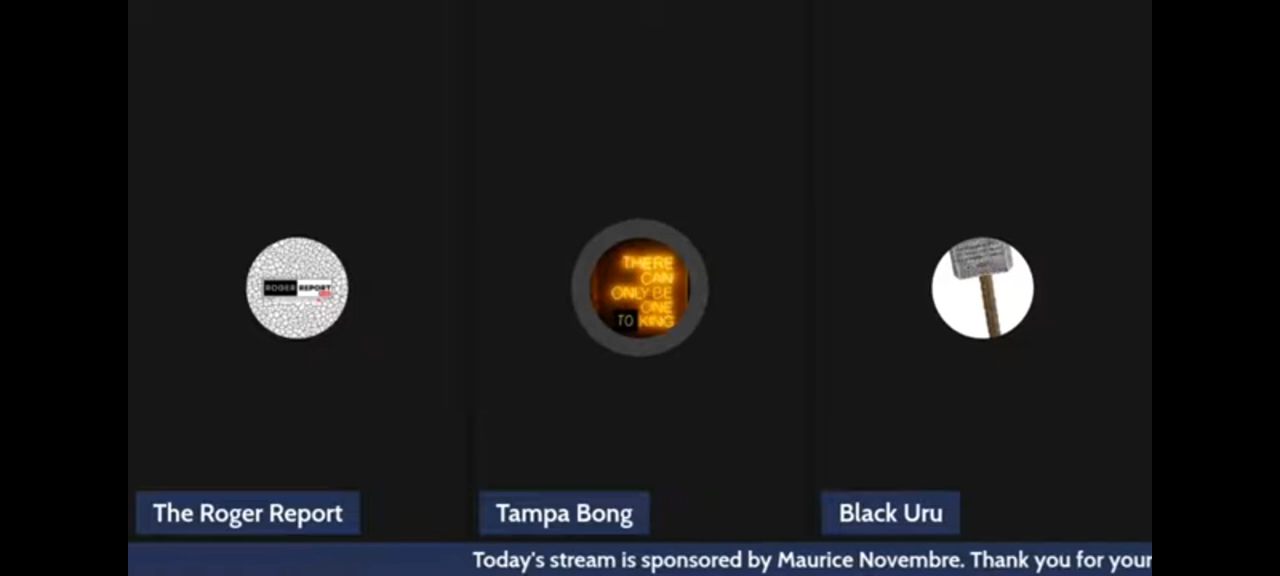 ROGER REPORT
THERE
CAN
ONLY BE
ONE
TO KING
The Roger Report
Tampa Bong
Black Uru
Today's stream is sponsored by Maurice Novembre. Thank you for your